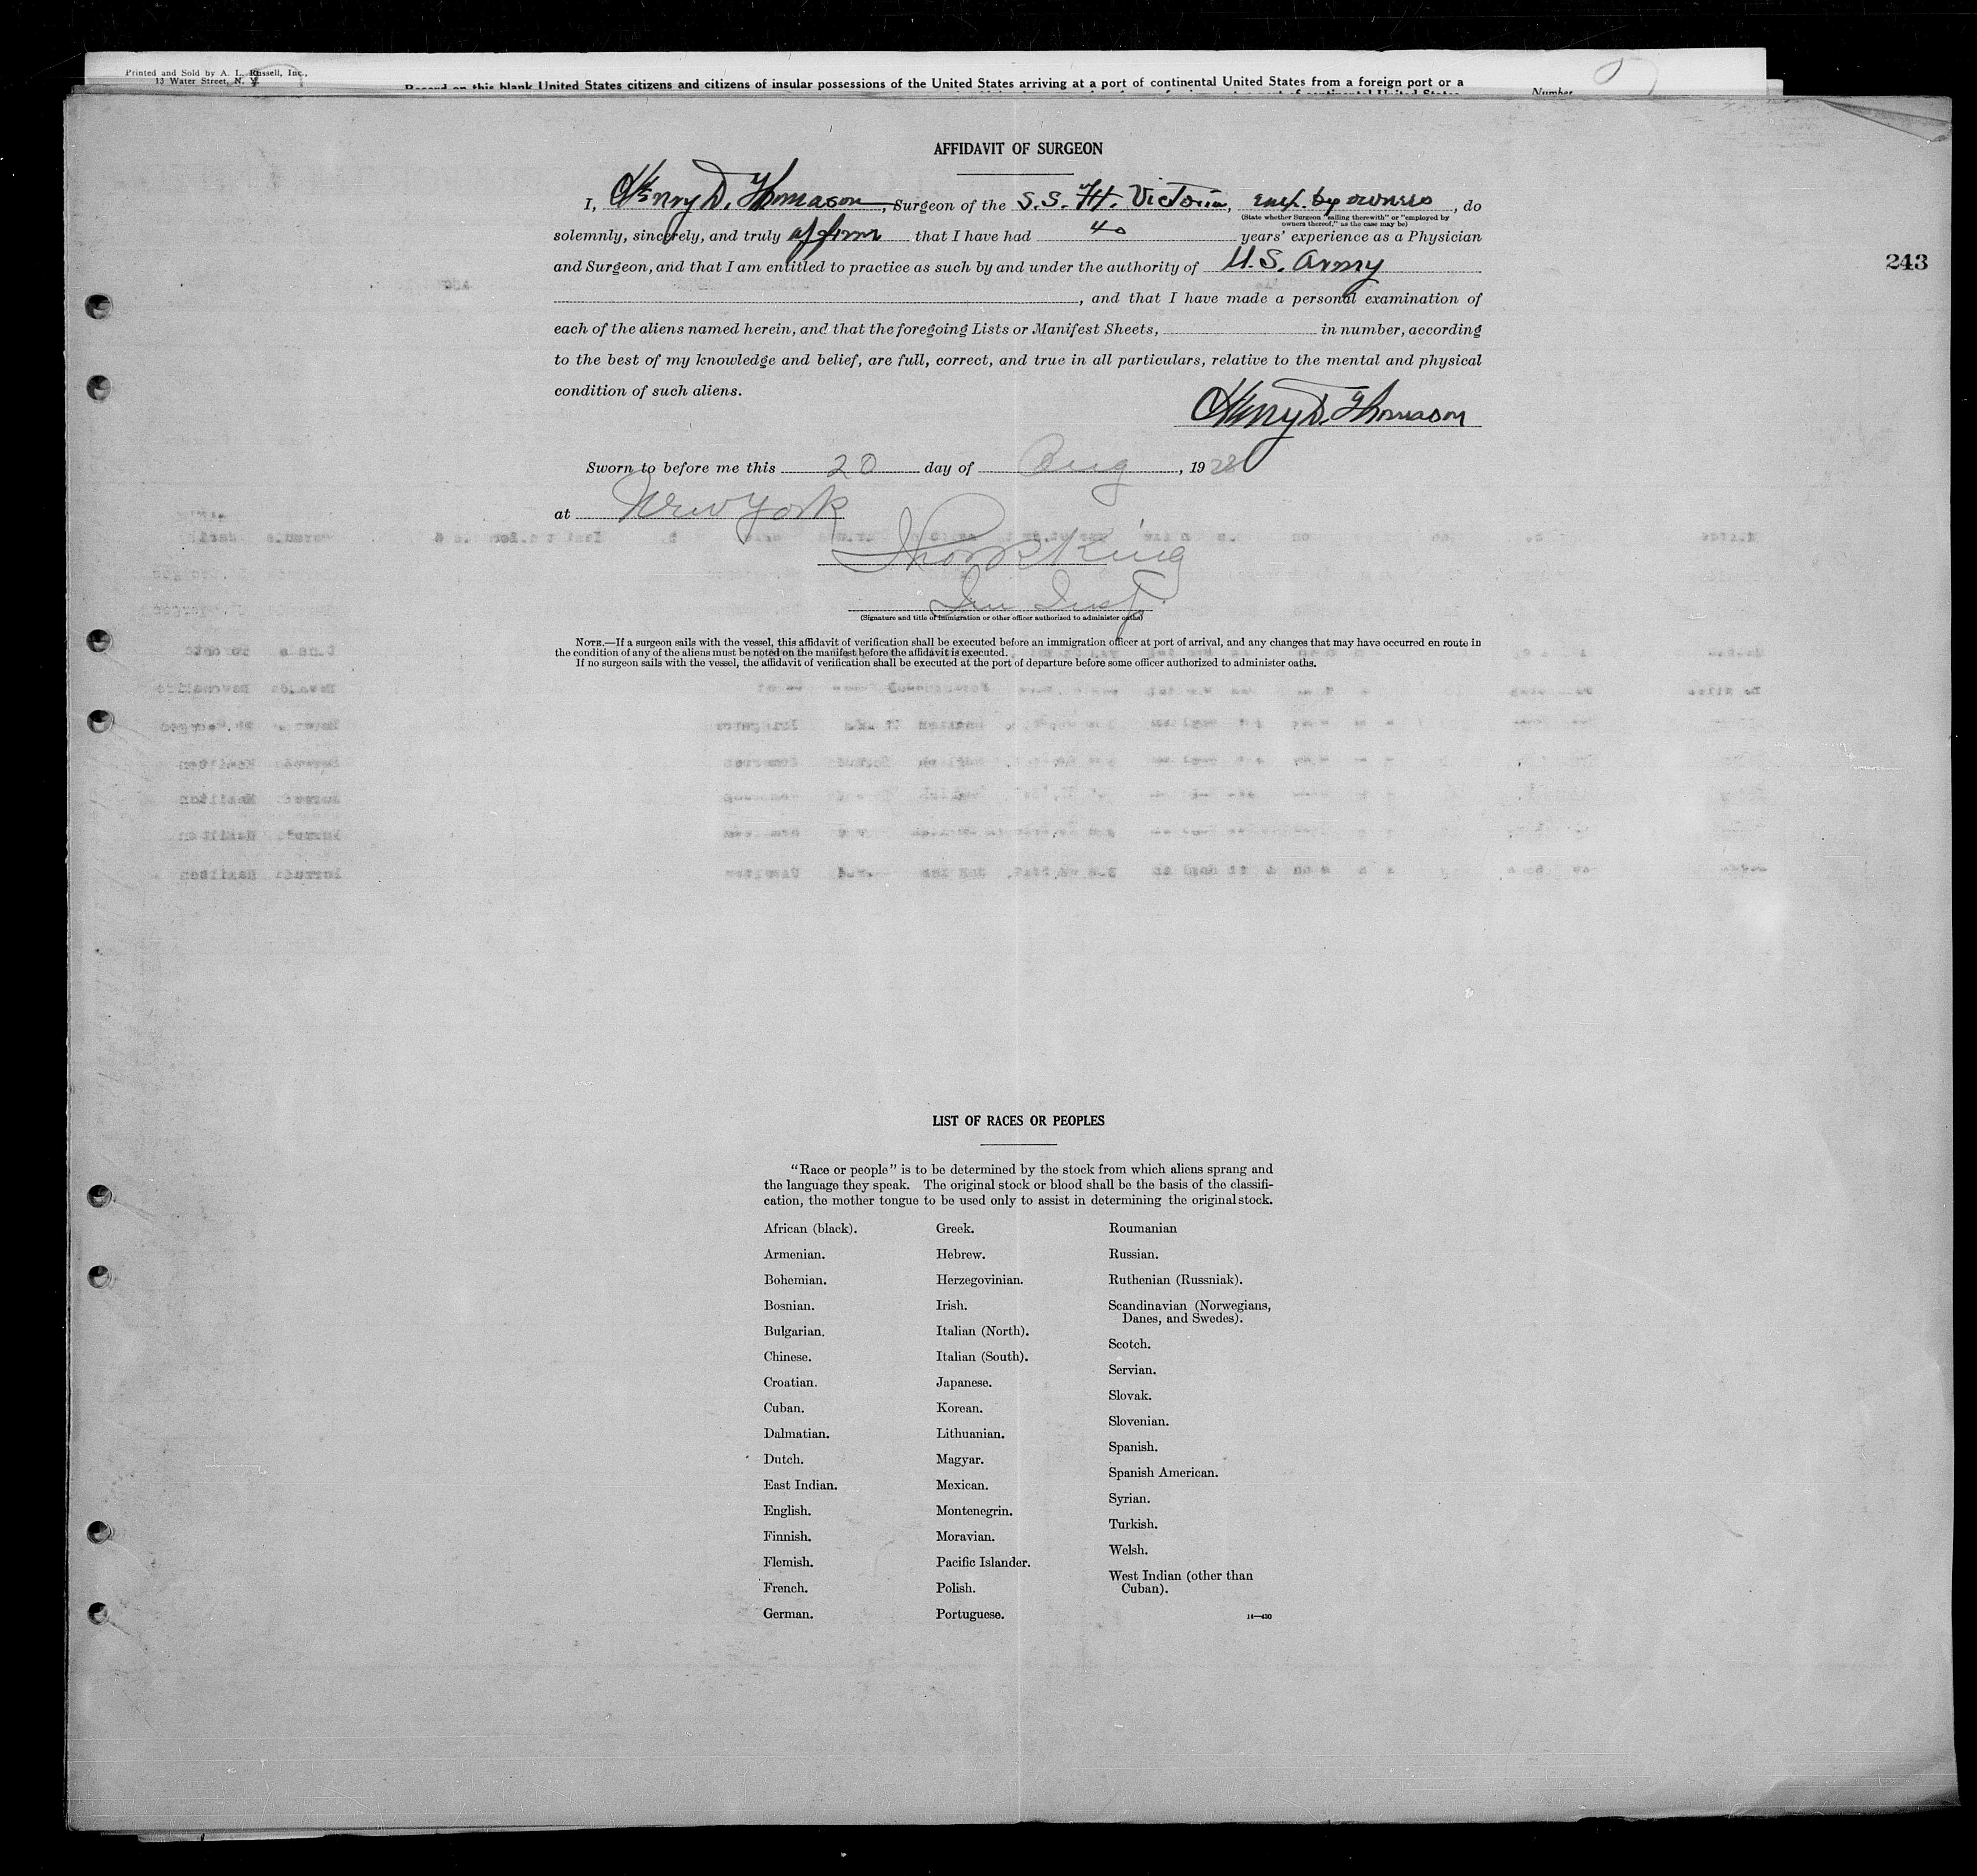 Printed and Sold by A. L. Russell, Inc.,
13 Water Street, N. Y.
Record on this blank United States citizens and citizens of insular possessions of the United States arriving at a port of continental United States from a foreign port or a
Number
243
AFFIDAVIT OF SURGEON
I, Henry D. Thomason, Surgeon of the S.S. Ft. Victoria, emp. by owners, do
(State whether Surgeon "sailing therewith" or "employed by
owners thereof," as the case may be)
solemnly, sincerely, and truly affirm that I have had 40 years' experience as a Physician
and Surgeon, and that I am entitled to practice as such by and under the authority of U.S. Army
, and that I have made a personal examination of
each of the aliens named herein, and that the foregoing Lists or Manifest Sheets, in number, according
to the best of my knowledge and belief, are full, correct, and true in all particulars, relative to the mental and physical
condition of such aliens.
Henry D. Thomason
Sworn to before me this 20 day of Aug, 1928
at New York
King
Imm Insp.
(Signature and title of immigration or other officer authorized to administer oaths)
NOTE.—If a surgeon sails with the vessel, this affidavit of verification shall be executed before an immigration officer at port of arrival, and any changes that may have occurred en route in
the condition of any of the aliens must be noted on the manifest before the affidavit is executed.
If no surgeon sails with the vessel, the affidavit of verification shall be executed at the port of departure before some officer authorized to administer oaths.
LIST OF RACES OR PEOPLES
"Race or people" is to be determined by the stock from which aliens sprang and
the language they speak. The original stock or blood shall be the basis of the classifi-
cation, the mother tongue to be used only to assist in determining the original stock.
African (black).
Armenian.
Bohemian.
Bosnian.
Bulgarian.
Chinese.
Croatian.
Cuban.
Dalmatian.
Dutch.
East Indian.
English.
Finnish.
Flemish.
French.
German.
Greek.
Hebrew.
Herzegovinian.
Irish.
Italian (North).
Italian (South).
Japanese.
Korean.
Lithuanian.
Magyar.
Mexican.
Montenegrin.
Moravian.
Pacific Islander.
Polish.
Portuguese.
Roumanian
Russian.
Ruthenian (Russniak).
Scandinavian (Norwegians,
Danes, and Swedes).
Scotch.
Servian.
Slovak.
Slovenian.
Spanish.
Spanish American.
Syrian.
Turkish.
Welsh.
West Indian (other than
Cuban).
14—430